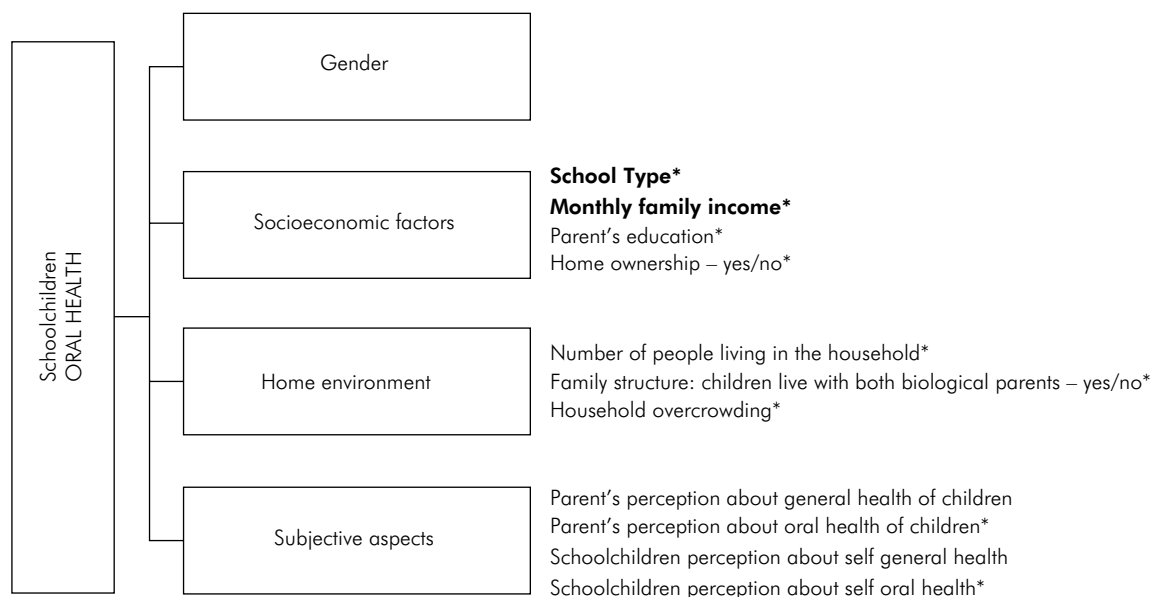 Schoolchildren
ORAL HEALTH
Gender
Socioeconomic factors
School Type*
Monthly family income*
Parent's education*
Home ownership – yes/no*
Home environment
Number of people living in the household*
Family structure: children live with both biological parents – yes/no*
Household overcrowding*
Subjective aspects
Parent's perception about general health of children
Parent's perception about oral health of children*
Schoolchildren perception about self general health
Schoolchildren perception about self oral health*